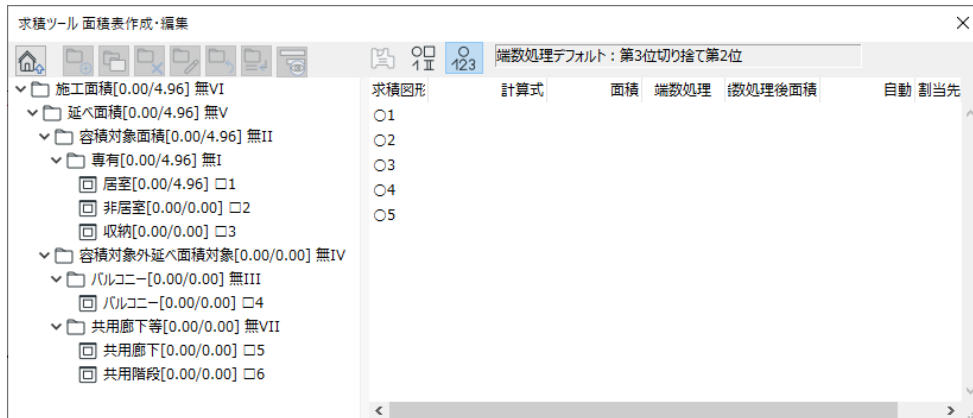 求積ツール 面積表作成・編集
端数処理デフォルト：第3位切り捨て第2位
施工面積[0.00/4.96] 無VI
延べ面積[0.00/4.96] 無V
容積対象面積[0.00/4.96] 無II
専有[0.00/4.96] 無I
居室[0.00/4.96] □1
非居室[0.00/0.00] □2
収納[0.00/0.00] □3
容積対象外延べ面積対象[0.00/0.00] 無IV
バルコニー[0.00/0.00] 無III
バルコニー[0.00/0.00] □4
共用廊下等[0.00/0.00] 無VII
共用廊下[0.00/0.00] □5
共用階段[0.00/0.00] □6
求積図形 計算式 面積 端数処理 数処理後面積 自動 割当先
○1
○2
○3
○4
○5